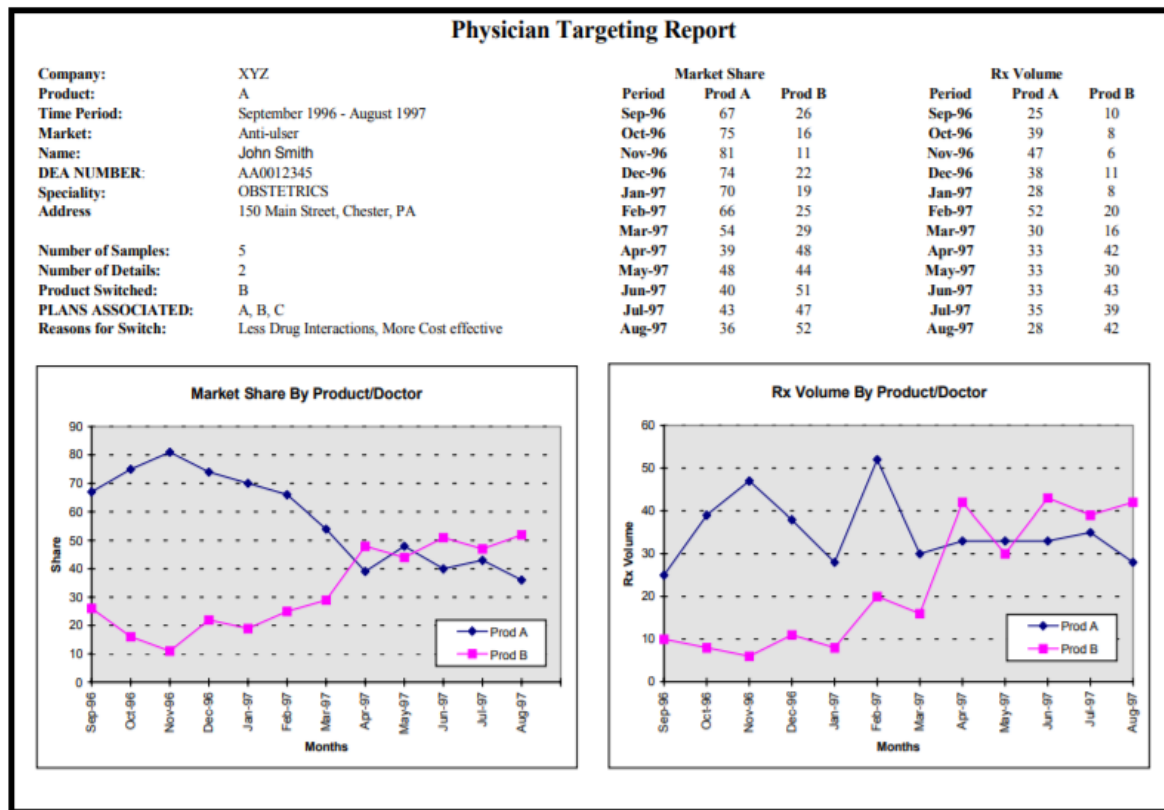 Physician Targeting Report
Company: XYZ
Product: A
Time Period: September 1996 - August 1997
Market: Anti-ulser
Name: John Smith
DEA NUMBER: AA0012345
Speciality: OBSTETRICS
Address 150 Main Street, Chester, PA
Number of Samples: 5
Number of Details: 2
Product Switched: B
PLANS ASSOCIATED: A, B, C
Reasons for Switch: Less Drug Interactions, More Cost effective
Market Share
Period Prod A Prod B
Sep-96 67 26
Oct-96 75 16
Nov-96 81 11
Dec-96 74 22
Jan-97 70 19
Feb-97 66 25
Mar-97 54 29
Apr-97 39 48
May-97 48 44
Jun-97 40 51
Jul-97 43 47
Aug-97 36 52
Rx Volume
Period Prod A Prod B
Sep-96 25 10
Oct-96 39 8
Nov-96 47 6
Dec-96 38 11
Jan-97 28 8
Feb-97 52 20
Mar-97 30 16
Apr-97 33 42
May-97 33 30
Jun-97 33 43
Jul-97 35 39
Aug-97 28 42
Market Share By Product/Doctor
Share
90
80
70
60
50
40
30
20
10
0
Prod A
Prod B
Sep-96
Oct-96
Nov-96
Dec-96
Jan-97
Feb-97
Mar-97
Apr-97
May-97
Jun-97
Jul-97
Aug-97
Months
Rx Volume By Product/Doctor
Rx Volume
60
50
40
30
20
10
0
Prod A
Prod B
Sep-96
Oct-96
Nov-96
Dec-96
Jan-97
Feb-97
Mar-97
Apr-97
May-97
Jun-97
Jul-97
Aug-97
Months